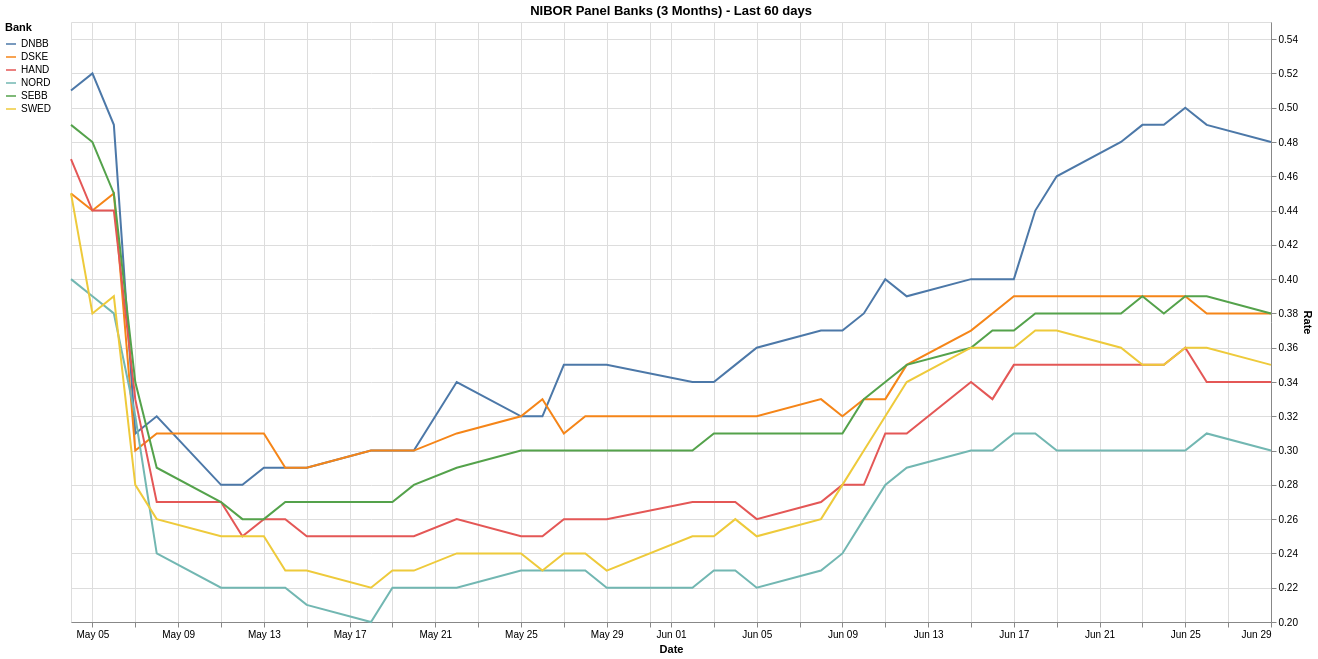 NIBOR Panel Banks (3 Months) - Last 60 days
Bank
DNBB
DSKE
HAND
NORD
SEBB
SWED
0.54
0.52
0.50
0.48
0.46
0.44
0.42
0.40
0.38
0.36
0.34
0.32
0.30
0.28
0.26
0.24
0.22
0.20
Rate
May 05 May 09 May 13 May 17 May 21 May 25 May 29 Jun 01 Jun 05 Jun 09 Jun 13 Jun 17 Jun 21 Jun 25 Jun 29
Date